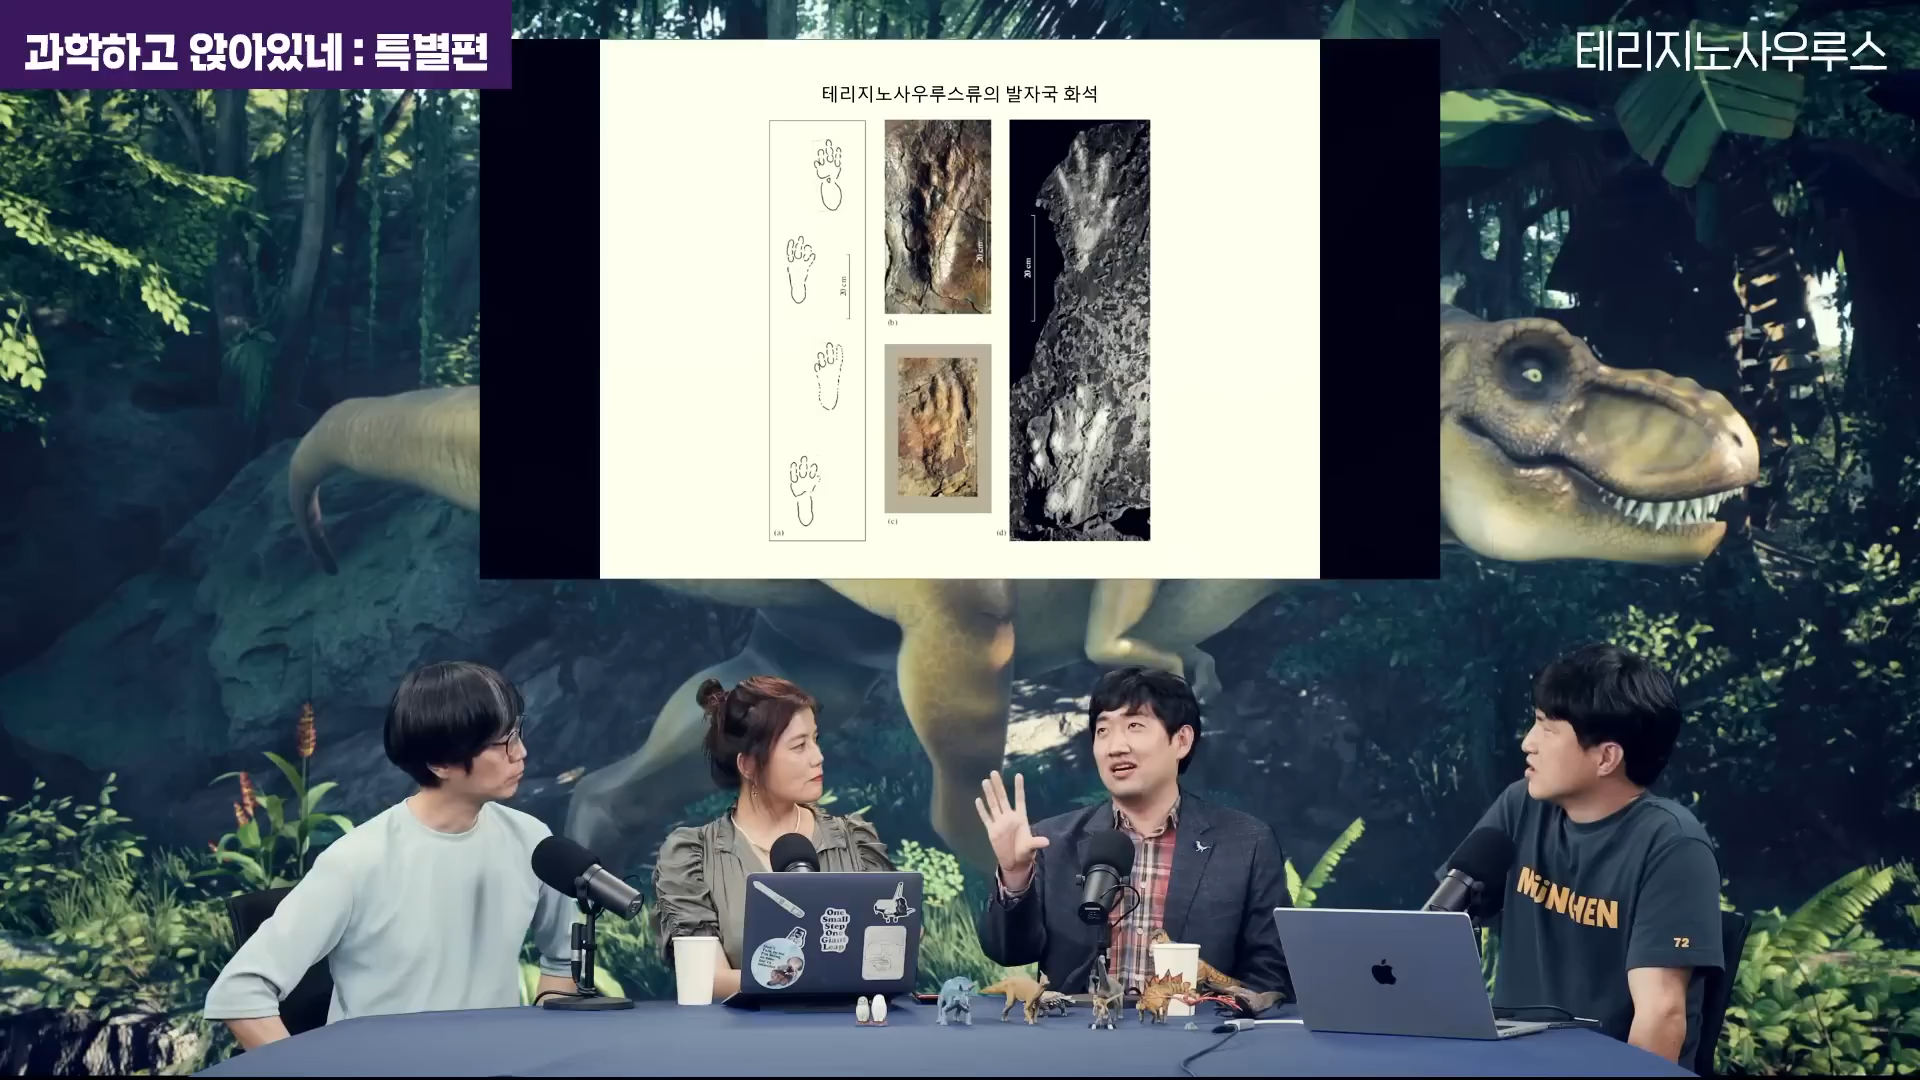 과학하고 앉아있네 : 특별편
테리지노사우루스
테리지노사우루스류의 발자국 화석
20 cm
(a)
20 cm
(b)
20 cm
(c)
20 cm
(d)
One
Small
Step
One
Giant
Leap
MÜNCHEN
72